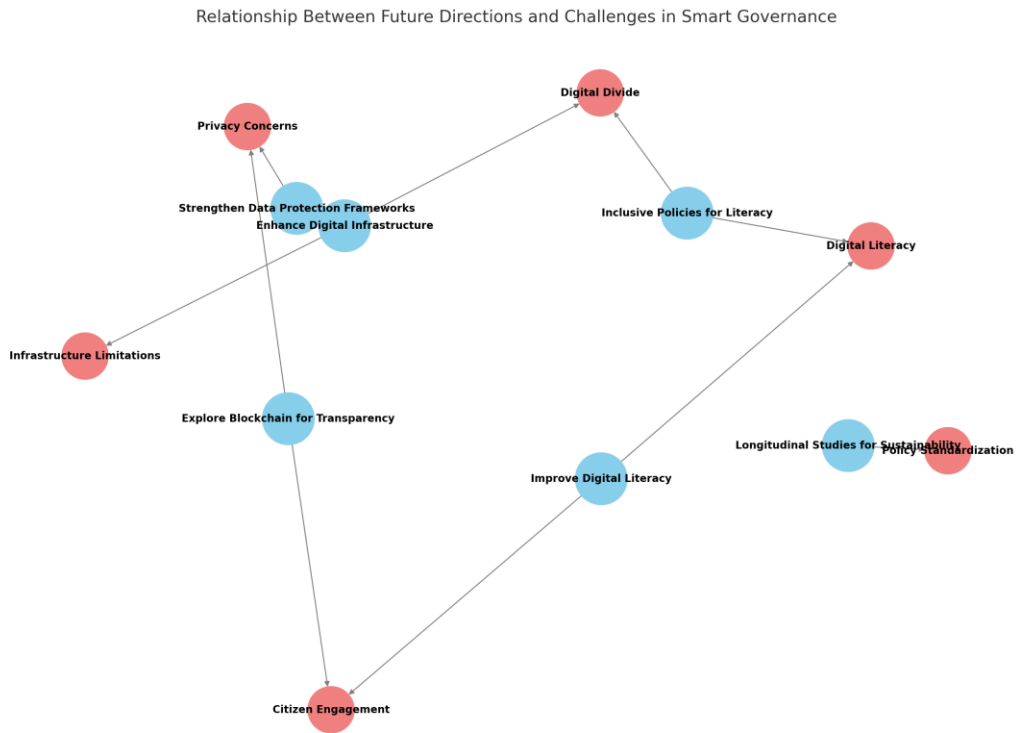 Relationship Between Future Directions and Challenges in Smart Governance
Digital Divide
Privacy Concerns
Strengthen Data Protection Frameworks
Inclusive Policies for Literacy
Enhance Digital Infrastructure
Digital Literacy
Infrastructure Limitations
Explore Blockchain for Transparency
Longitudinal Studies for Sustainability
Policy Standardization
Improve Digital Literacy
Citizen Engagement